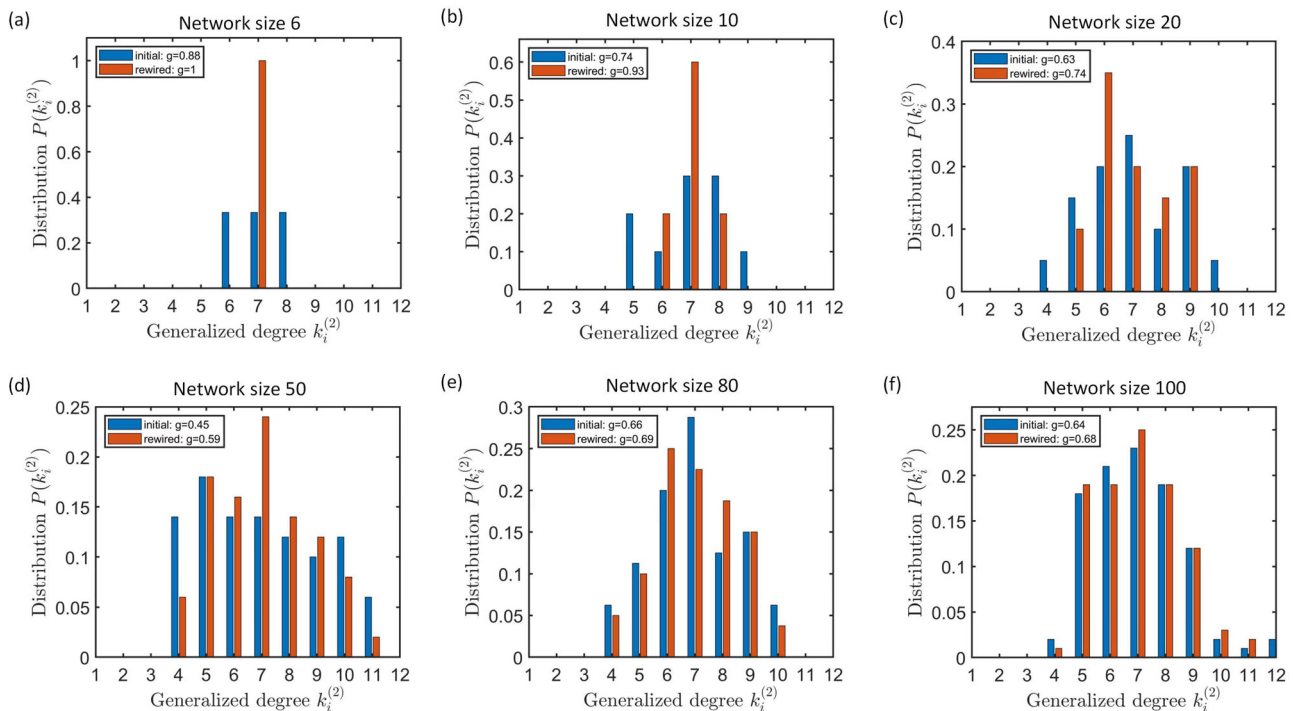 (a)
Network size 6
initial: g=0.88
rewired: g=1
Distribution P(k_i^(2))
0
0.2
0.4
0.6
0.8
1
1 2 3 4 5 6 7 8 9 10 11 12
Generalized degree k_i^(2)
(b)
Network size 10
initial: g=0.74
rewired: g=0.93
Distribution P(k_i^(2))
0
0.1
0.2
0.3
0.4
0.5
0.6
1 2 3 4 5 6 7 8 9 10 11 12
Generalized degree k_i^(2)
(c)
Network size 20
initial: g=0.63
rewired: g=0.74
Distribution P(k_i^(2))
0
0.1
0.2
0.3
0.4
1 2 3 4 5 6 7 8 9 10 11 12
Generalized degree k_i^(2)
(d)
Network size 50
initial: g=0.45
rewired: g=0.59
Distribution P(k_i^(2))
0
0.05
0.1
0.15
0.2
0.25
1 2 3 4 5 6 7 8 9 10 11 12
Generalized degree k_i^(2)
(e)
Network size 80
initial: g=0.66
rewired: g=0.69
Distribution P(k_i^(2))
0
0.05
0.1
0.15
0.2
0.25
0.3
1 2 3 4 5 6 7 8 9 10 11 12
Generalized degree k_i^(2)
(f)
Network size 100
initial: g=0.64
rewired: g=0.68
Distribution P(k_i^(2))
0
0.05
0.1
0.15
0.2
0.25
1 2 3 4 5 6 7 8 9 10 11 12
Generalized degree k_i^(2)